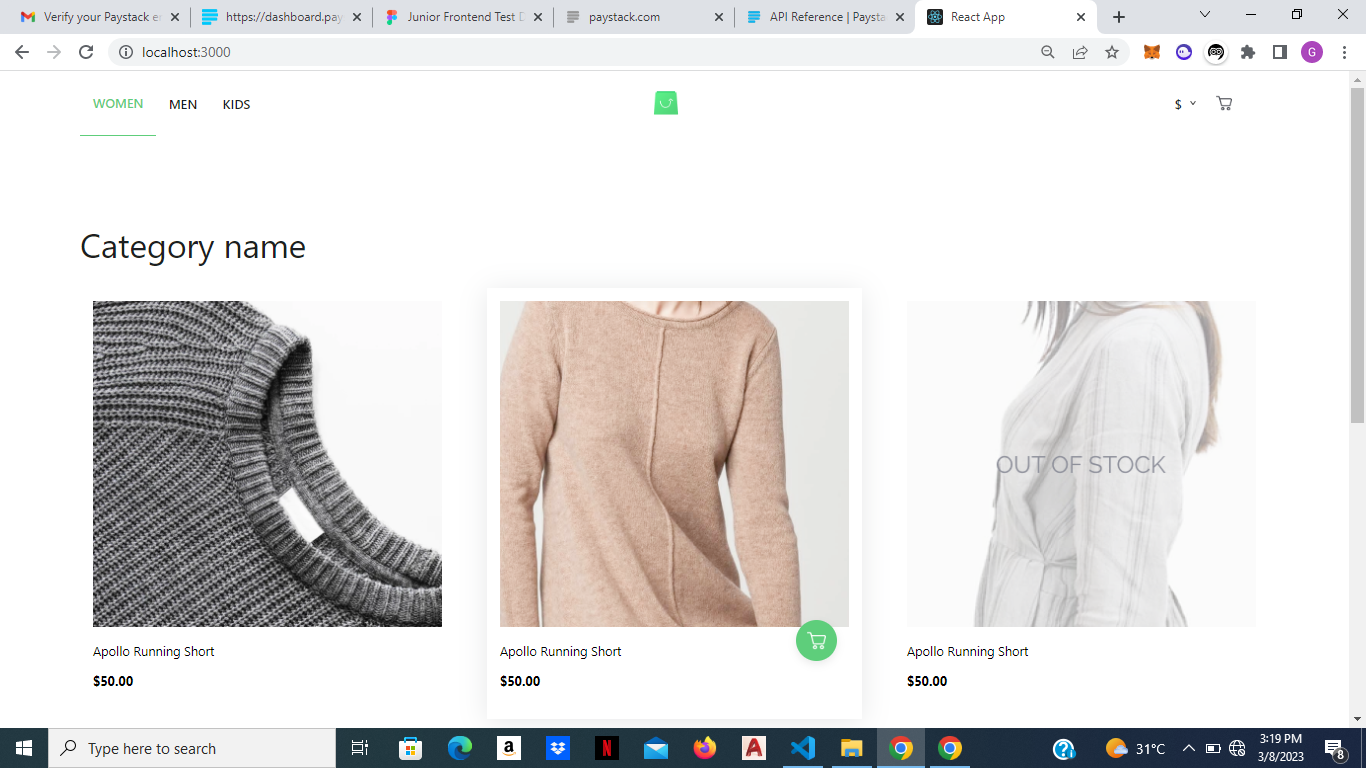 Verify your Paystack en
https://dashboard.pay
Junior Frontend Test D
paystack.com
API Reference | Paysta
React App
localhost:3000
G
WOMEN
MEN
KIDS
$
Category name
OUT OF STOCK
Apollo Running Short
Apollo Running Short
Apollo Running Short
$50.00
$50.00
$50.00
Type here to search
a
N
A
?
31°C
3:19 PM
3/8/2023
8